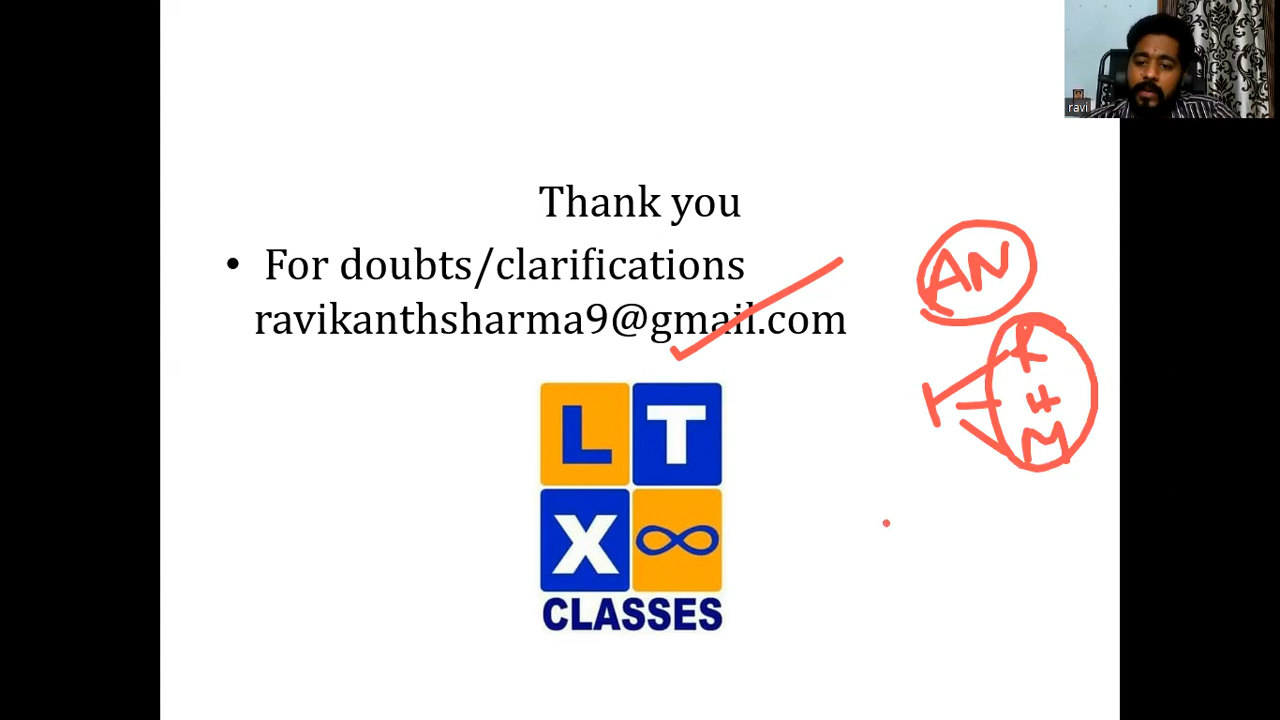 ravi
Thank you
• For doubts/clarifications
ravikanthsharma9@gmail.com
AN
R
+
M
L T
X ∞
CLASSES